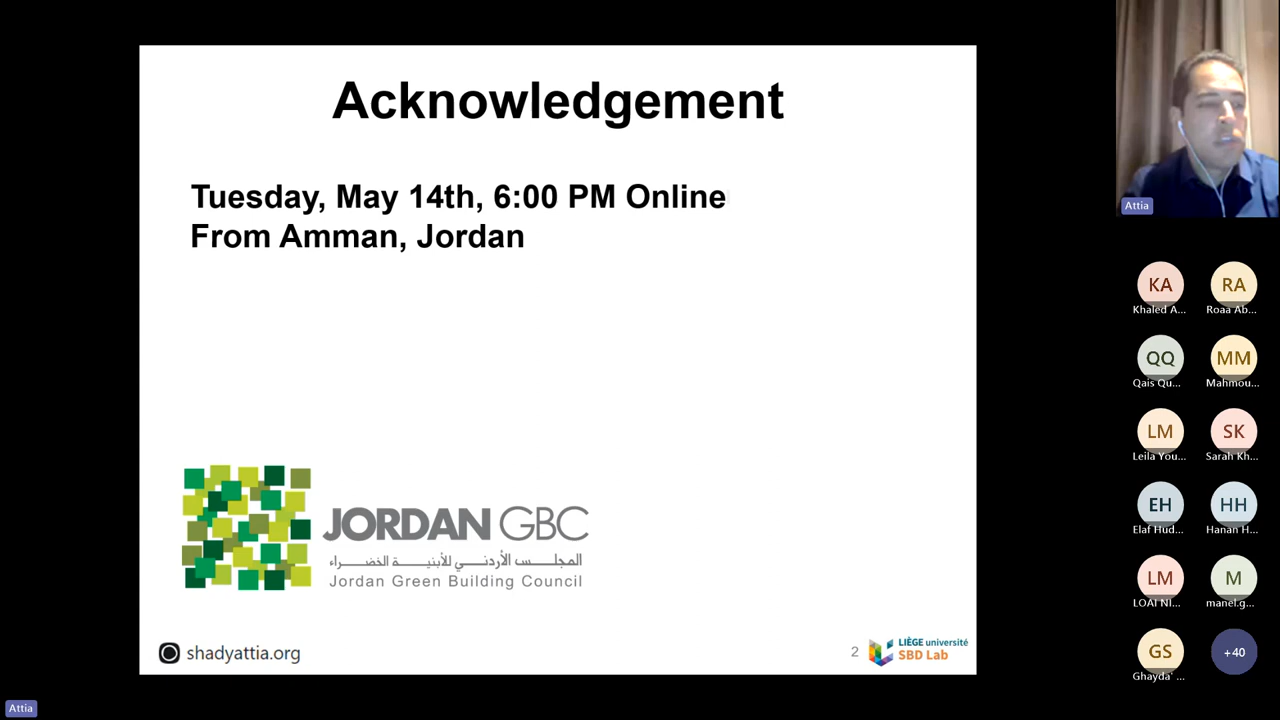 Acknowledgement
Tuesday, May 14th, 6:00 PM Online
From Amman, Jordan
JORDAN GBC
المجلس الأردني للأبنية الخضراء
Jordan Green Building Council
shadyattia.org
2
LIÈGE université
SBD Lab
Attia
KA
RA
Khaled A...
Roaa Ab...
QQ
MM
Qais Qu...
Mahmou...
LM
SK
Leila You...
Sarah Kh...
EH
HH
Elaf Hud...
Hanan H...
LM
M
LOAI NI...
manel.g...
GS
+40
Ghayda' ...
Attia